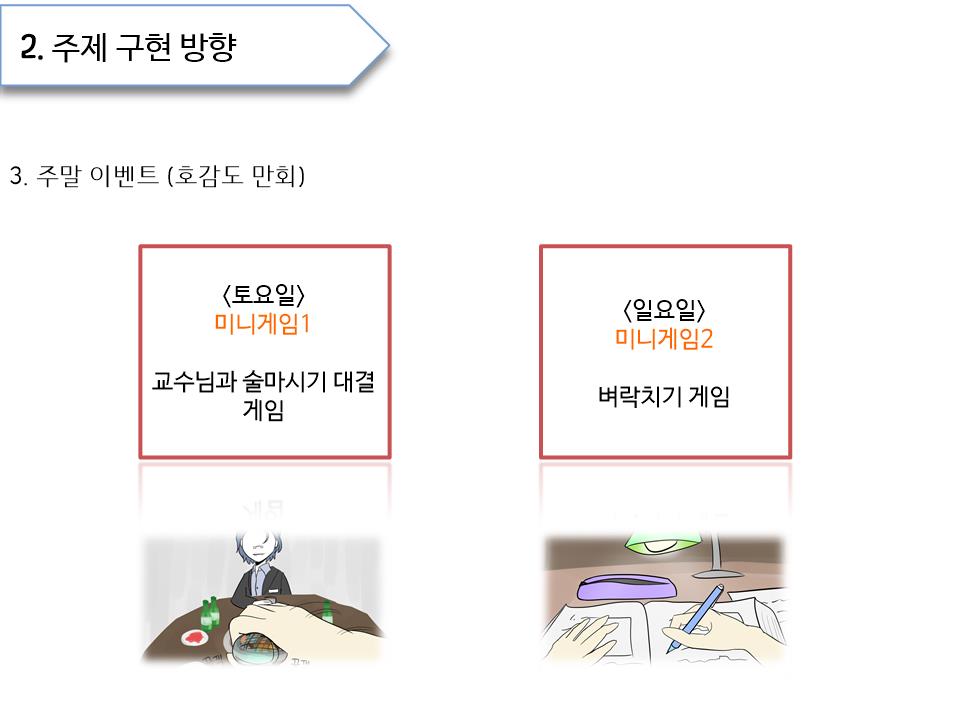 2. 주제 구현 방향
3. 주말 이벤트 (호감도 만회)
<토요일>
미니게임1
교수님과 술마시기 대결
게임
<일요일>
미니게임2
벼락치기 게임